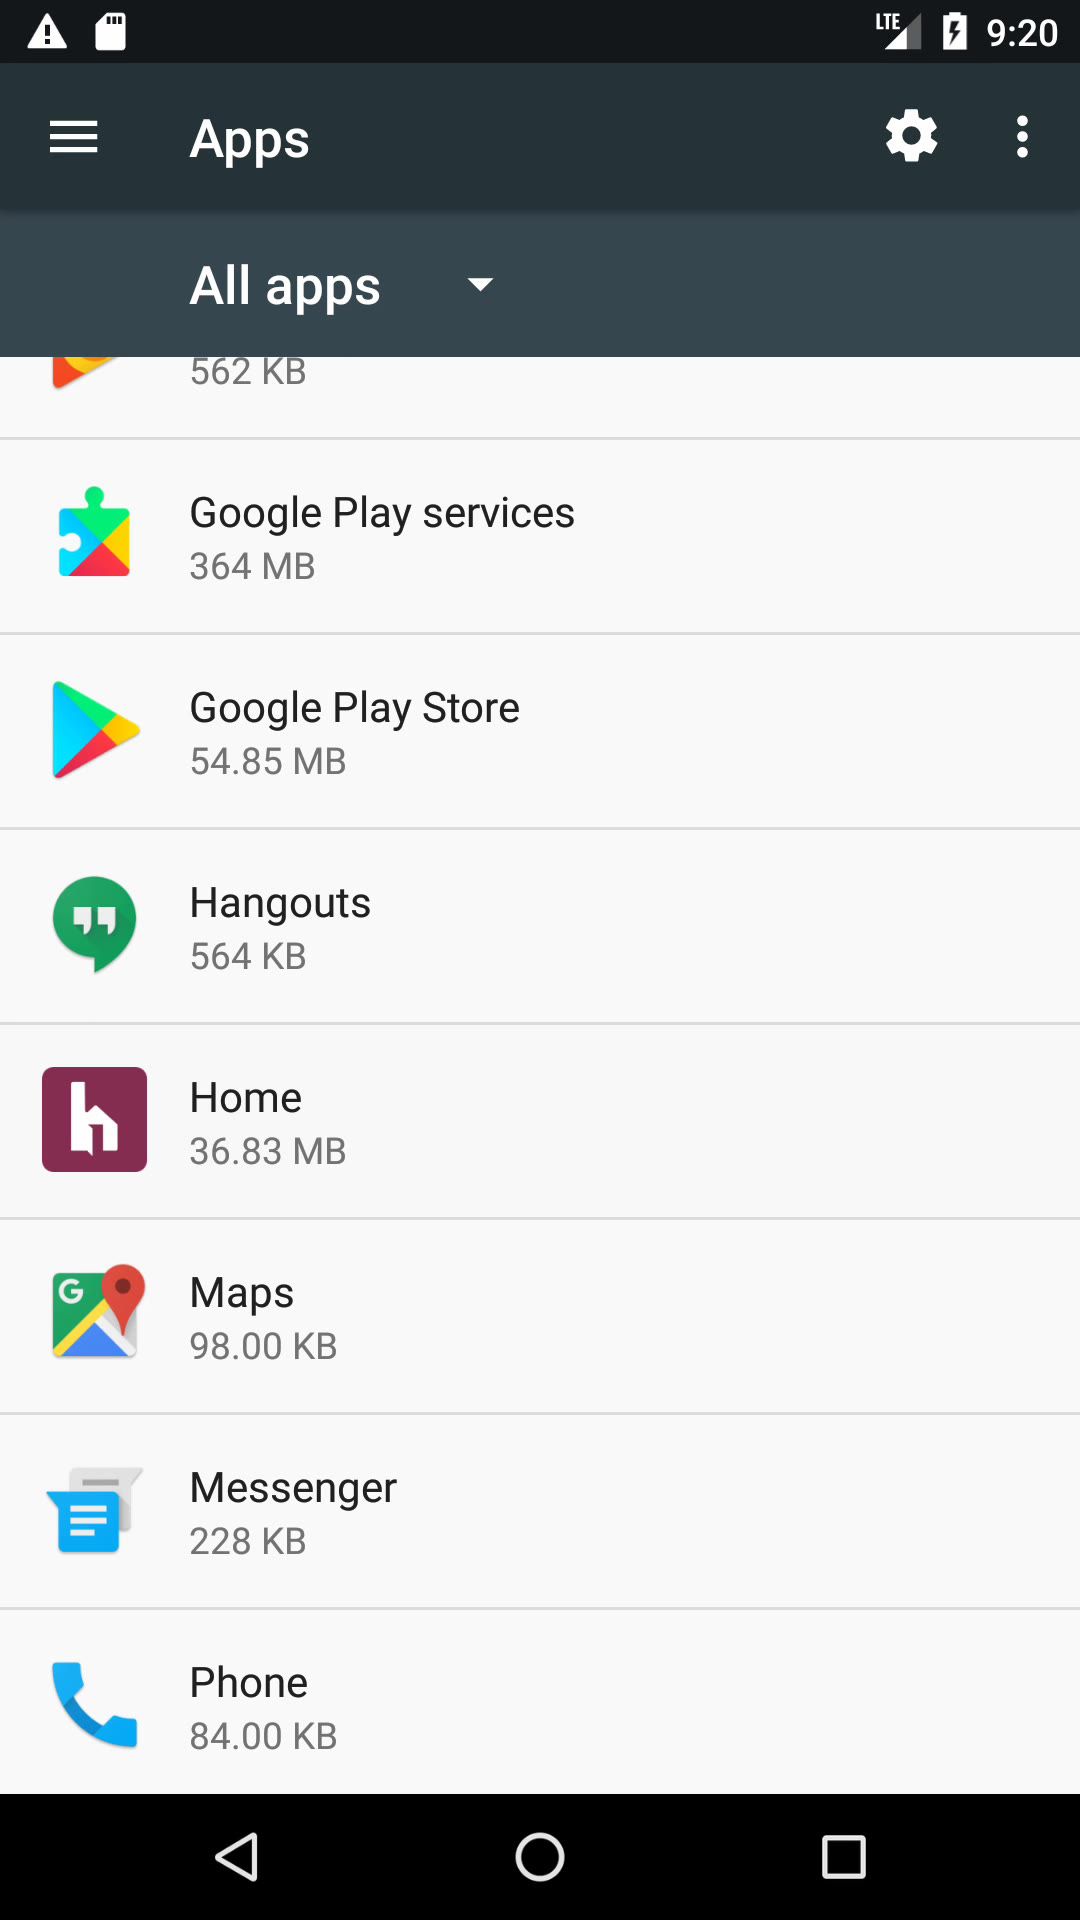 LTE 9:20
Apps
All apps
562 KB
Google Play services
364 MB
Google Play Store
54.85 MB
Hangouts
564 KB
Home
36.83 MB
G
Maps
98.00 KB
Messenger
228 KB
Phone
84.00 KB